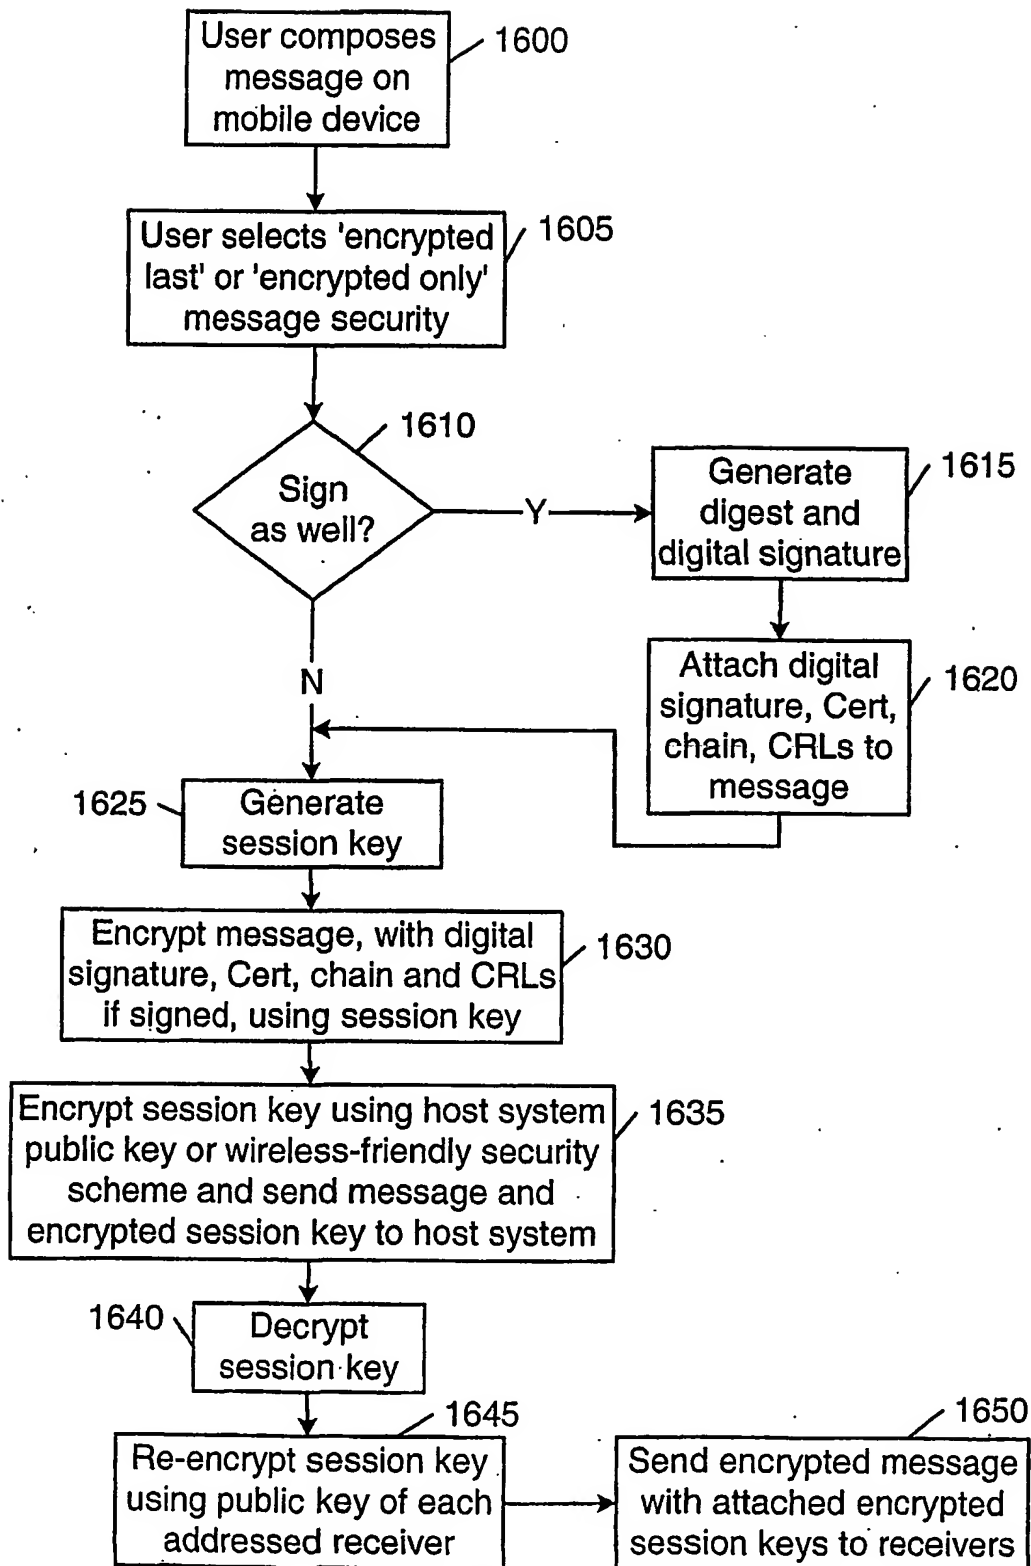 User composes
message on
mobile device
1600
User selects 'encrypted
last' or 'encrypted only'
message security
1605
1610
Sign
as well?
Y
Generate
digest and
digital signature
1615
N
Attach digital
signature, Cert,
chain, CRLs to
message
1620
1625
Generate
session key
Encrypt message, with digital
signature, Cert, chain and CRLs
if signed, using session key
1630
Encrypt session key using host system
public key or wireless-friendly security
scheme and send message and
encrypted session key to host system
1635
1640
Decrypt
session key
1645
Re-encrypt session key
using public key of each
addressed receiver
1650
Send encrypted message
with attached encrypted
session keys to receivers